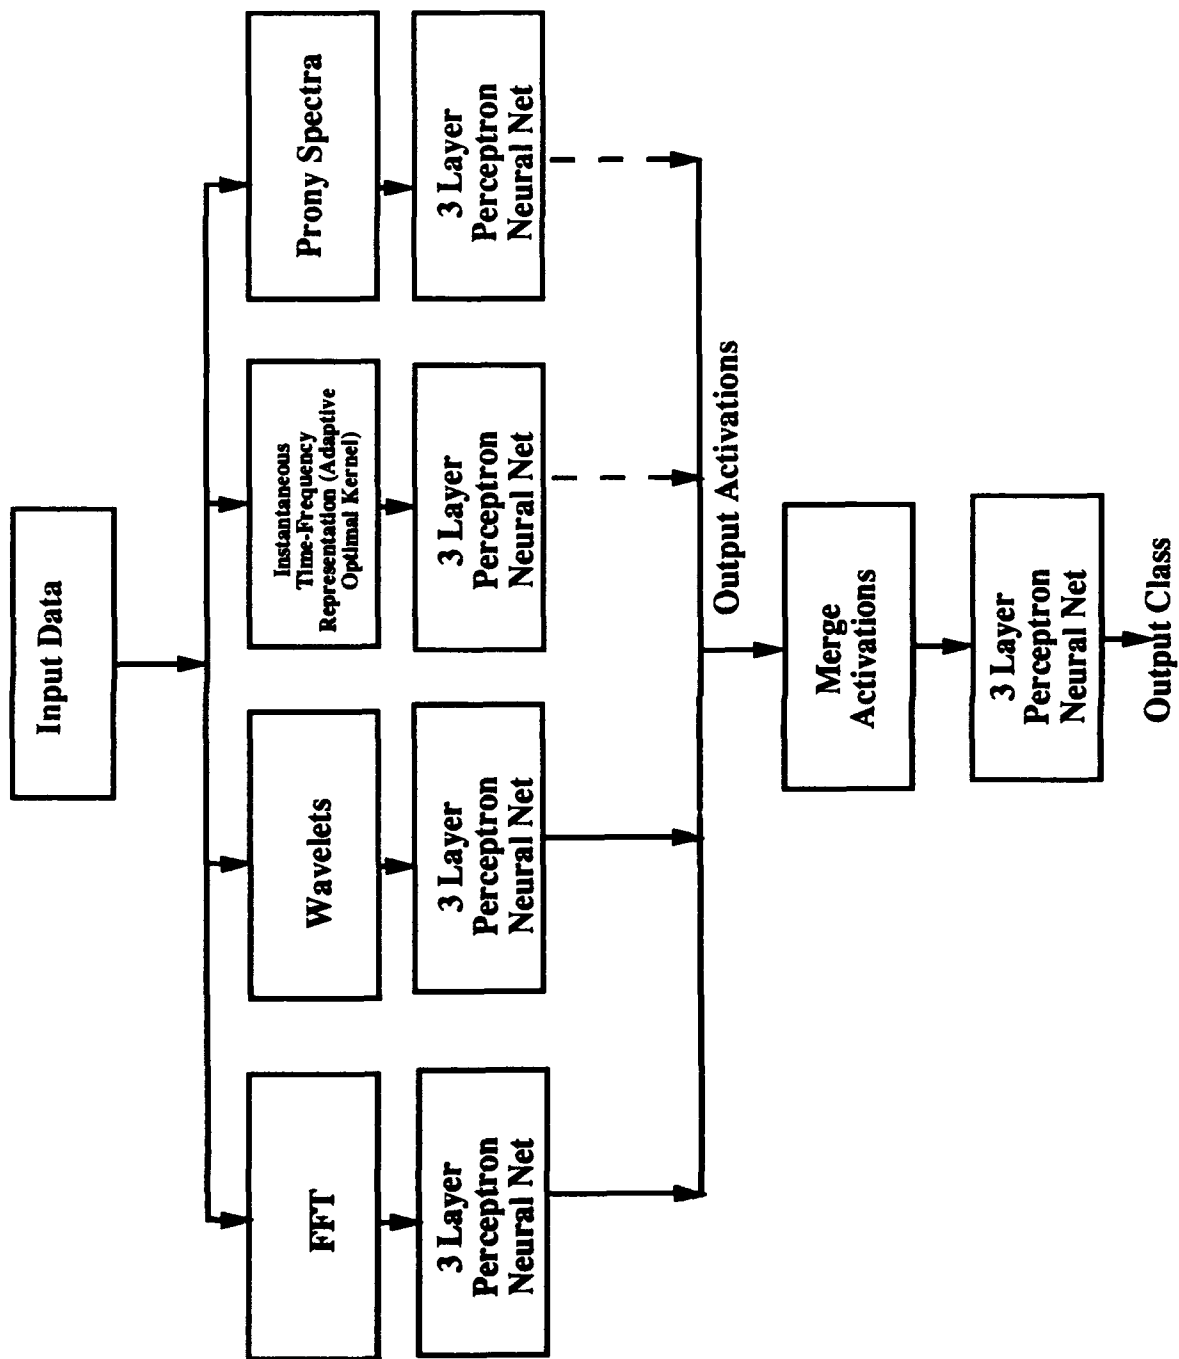 Input Data
FFT
Wavelets
Instantaneous
Time-Frequency
Representation (Adaptive
Optimal Kernel)
Prony Spectra
3 Layer
Perceptron
Neural Net
3 Layer
Perceptron
Neural Net
3 Layer
Perceptron
Neural Net
3 Layer
Perceptron
Neural Net
Output Activations
Merge
Activations
3 Layer
Perceptron
Neural Net
Output Class